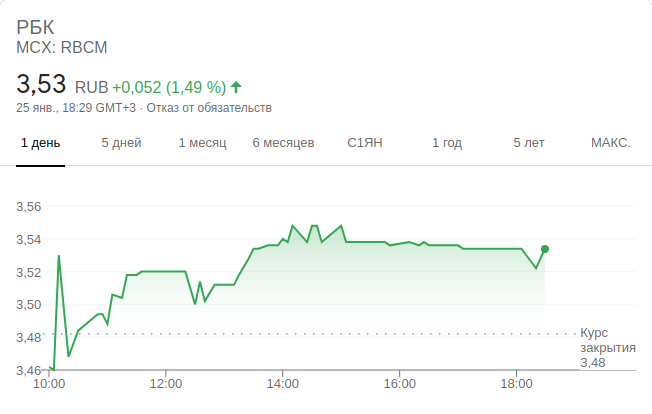 РБК
MCX: RBCM
3,53 RUB +0,052 (1,49 %)
25 янв., 18:29 GMT+3 · Отказ от обязательств
1 день 5 дней 1 месяц 6 месяцев С1ЯН 1 год 5 лет МАКС.
3,56
3,54
3,52
3,50
3,48
3,46
Курс
закрытия
3,48
10:00 12:00 14:00 16:00 18:00